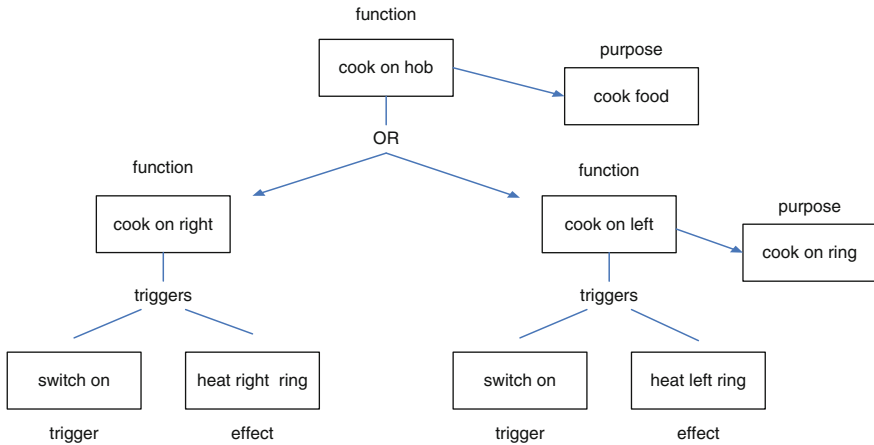 function
purpose
cook on hob
cook food
OR
function
function
purpose
cook on right
cook on left
cook on ring
triggers
triggers
switch on
heat right ring
switch on
heat left ring
trigger
effect
trigger
effect